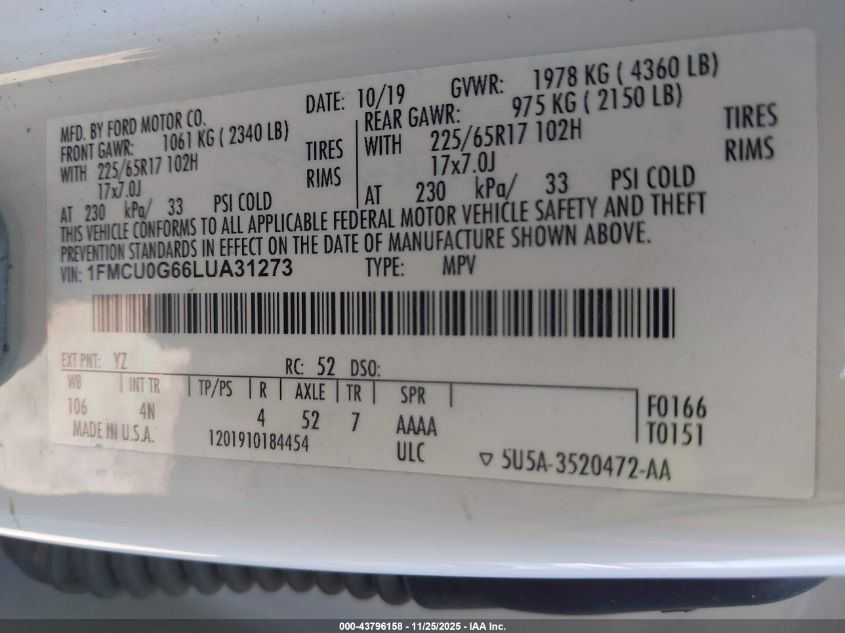 MFD. BY FORD MOTOR CO. DATE: 10/19 GVWR: 1978 KG ( 4360 LB)
FRONT GAWR: 1061 KG ( 2340 LB) REAR GAWR: 975 KG ( 2150 LB)
WITH 225/65R17 102H TIRES WITH 225/65R17 102H TIRES
17x7.0J RIMS 17x7.0J RIMS
AT 230 kPa/ 33 PSI COLD AT 230 kPa/ 33 PSI COLD
THIS VEHICLE CONFORMS TO ALL APPLICABLE FEDERAL MOTOR VEHICLE SAFETY AND THEFT
PREVENTION STANDARDS IN EFFECT ON THE DATE OF MANUFACTURE SHOWN ABOVE.
VIN: 1FMCU0G66LUA31273 TYPE: MPV
EXT PNT: YZ RC: 52 DSO:
WB INT TR TP/PS R AXLE TR SPR
106 4N 4 52 7 AAAA F0166
MADE IN U.S.A. 1201910184454 ULC T0151
5U5A-3520472-AA
000-43796158 - 11/25/2025 - IAA Inc.